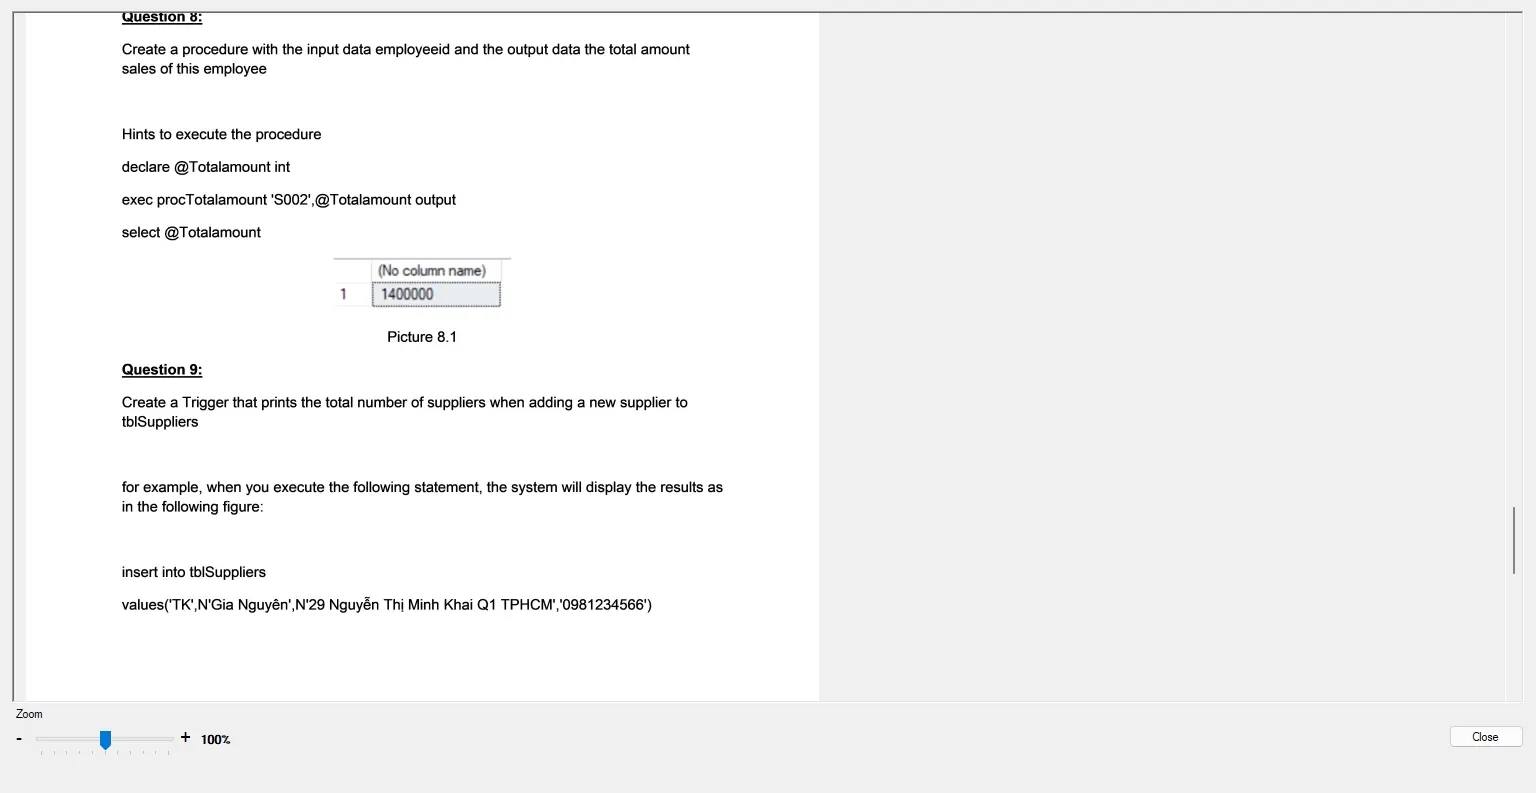 Question 8:
Create a procedure with the input data employeeid and the output data the total amount
sales of this employee
Hints to execute the procedure
declare @Totalamount int
exec procTotalamount 'S002',@Totalamount output
select @Totalamount
(No column name)
1 1400000
Picture 8.1
Question 9:
Create a Trigger that prints the total number of suppliers when adding a new supplier to
tblSuppliers
for example, when you execute the following statement, the system will display the results as
in the following figure:
insert into tblSuppliers
values('TK',N'Gia Nguyên',N'29 Nguyễn Thị Minh Khai Q1 TPHCM','0981234566')
Zoom
- + 100%
Close